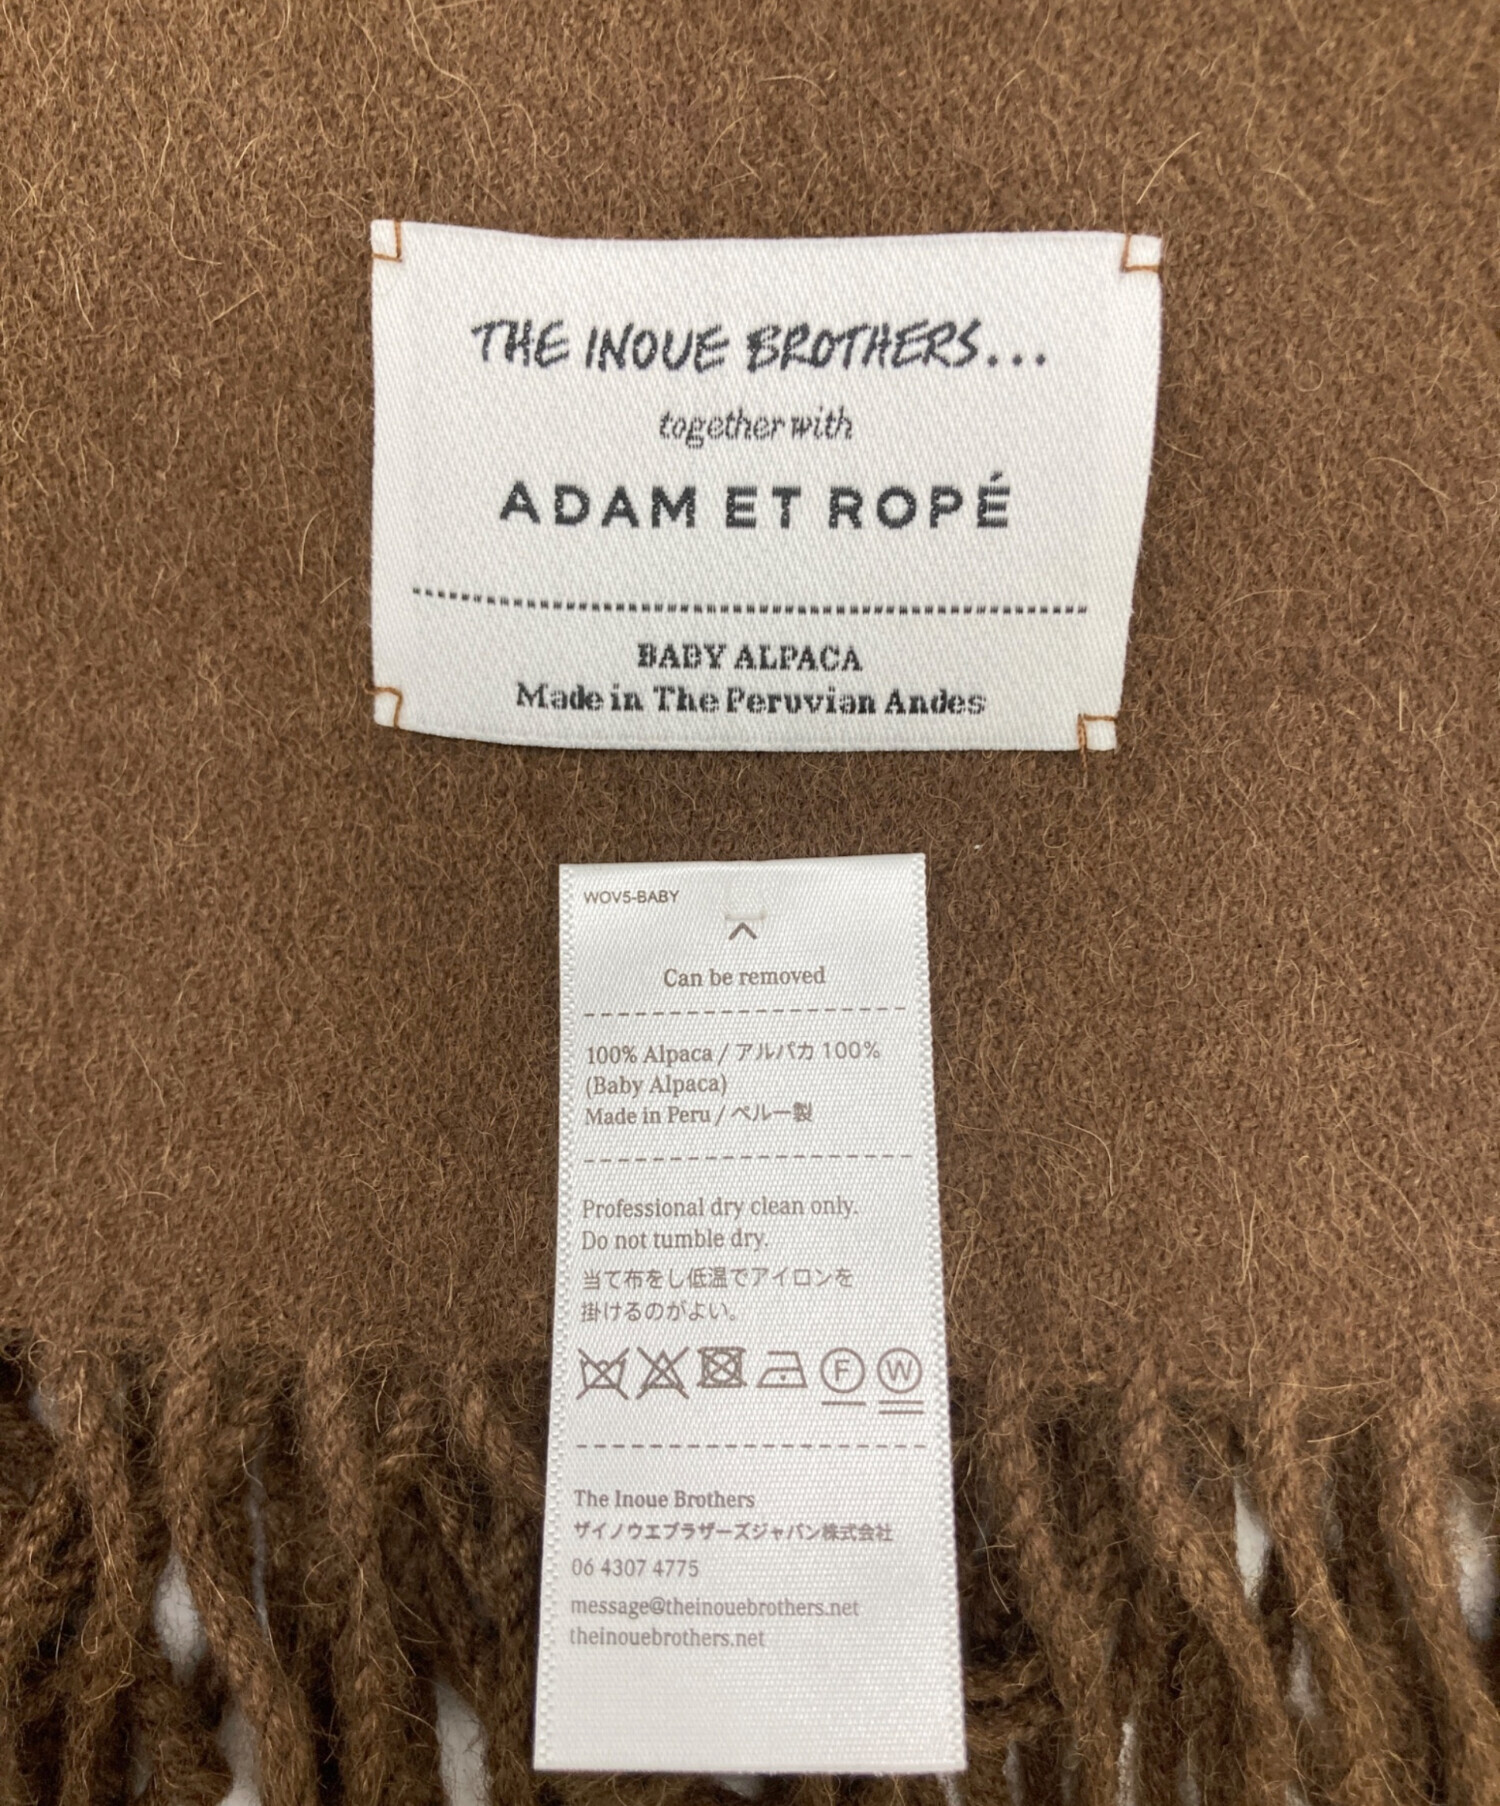 THE INOUE BROTHERS...
together with
ADAM ET ROPÉ
BABY ALPACA
Made in The Peruvian Andes
WOV5-BABY
Can be removed
100% Alpaca / アルパカ 100%
(Baby Alpaca)
Made in Peru / ペルー製
Professional dry clean only.
Do not tumble dry.
当て布をし低温でアイロンを
掛けるのがよい。
F W
The Inoue Brothers
ザイノウエブラザーズジャパン株式会社
06 4307 4775
message@theinouebrothers.net
theinouebrothers.net